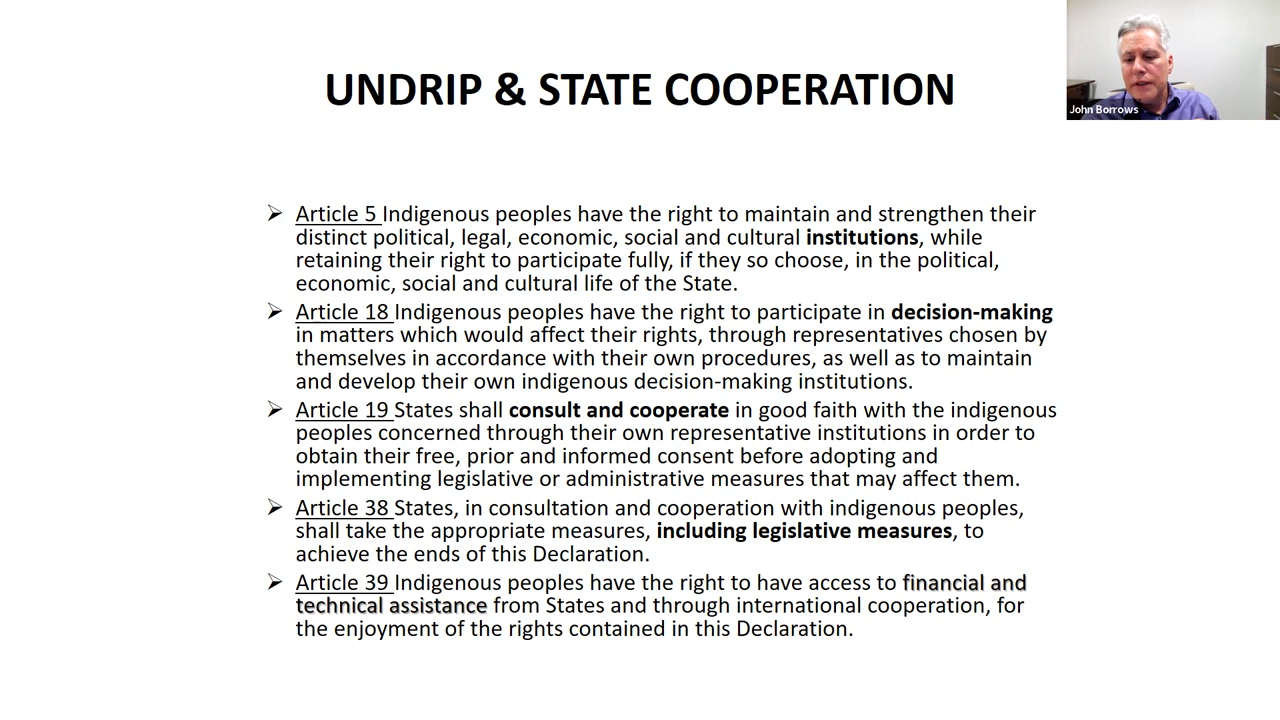 UNDRIP & STATE COOPERATION
John Borrows
Article 5 Indigenous peoples have the right to maintain and strengthen their
distinct political, legal, economic, social and cultural institutions, while
retaining their right to participate fully, if they so choose, in the political,
economic, social and cultural life of the State.
Article 18 Indigenous peoples have the right to participate in decision-making
in matters which would affect their rights, through representatives chosen by
themselves in accordance with their own procedures, as well as to maintain
and develop their own indigenous decision-making institutions.
Article 19 States shall consult and cooperate in good faith with the indigenous
peoples concerned through their own representative institutions in order to
obtain their free, prior and informed consent before adopting and
implementing legislative or administrative measures that may affect them.
Article 38 States, in consultation and cooperation with indigenous peoples,
shall take the appropriate measures, including legislative measures, to
achieve the ends of this Declaration.
Article 39 Indigenous peoples have the right to have access to financial and
technical assistance from States and through international cooperation, for
the enjoyment of the rights contained in this Declaration.